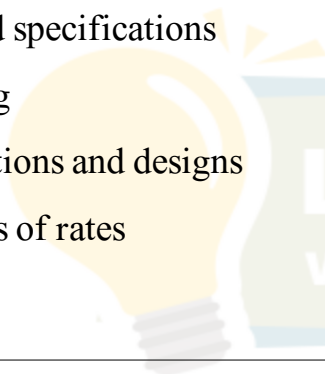 d specifications
g
tions and designs
s of rates